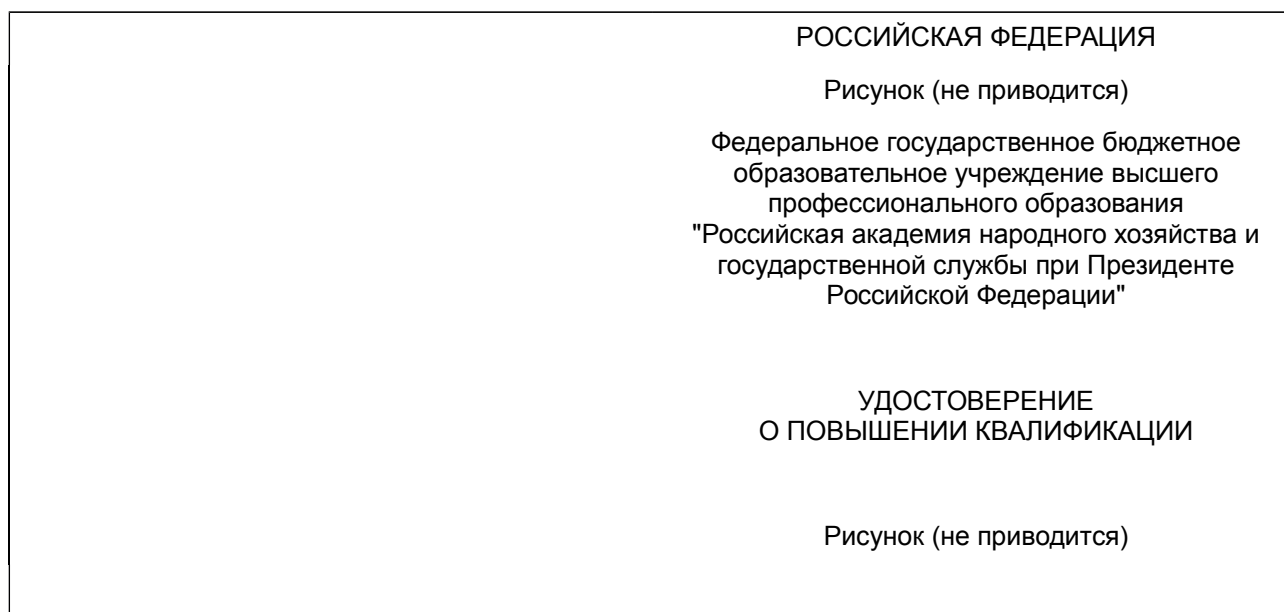 РОССИЙСКАЯ ФЕДЕРАЦИЯ
Рисунок (не приводится)
Федеральное государственное бюджетное
образовательное учреждение высшего
профессионального образования
"Российская академия народного хозяйства и
государственной службы при Президенте
Российской Федерации"
УДОСТОВЕРЕНИЕ
О ПОВЫШЕНИИ КВАЛИФИКАЦИИ
Рисунок (не приводится)